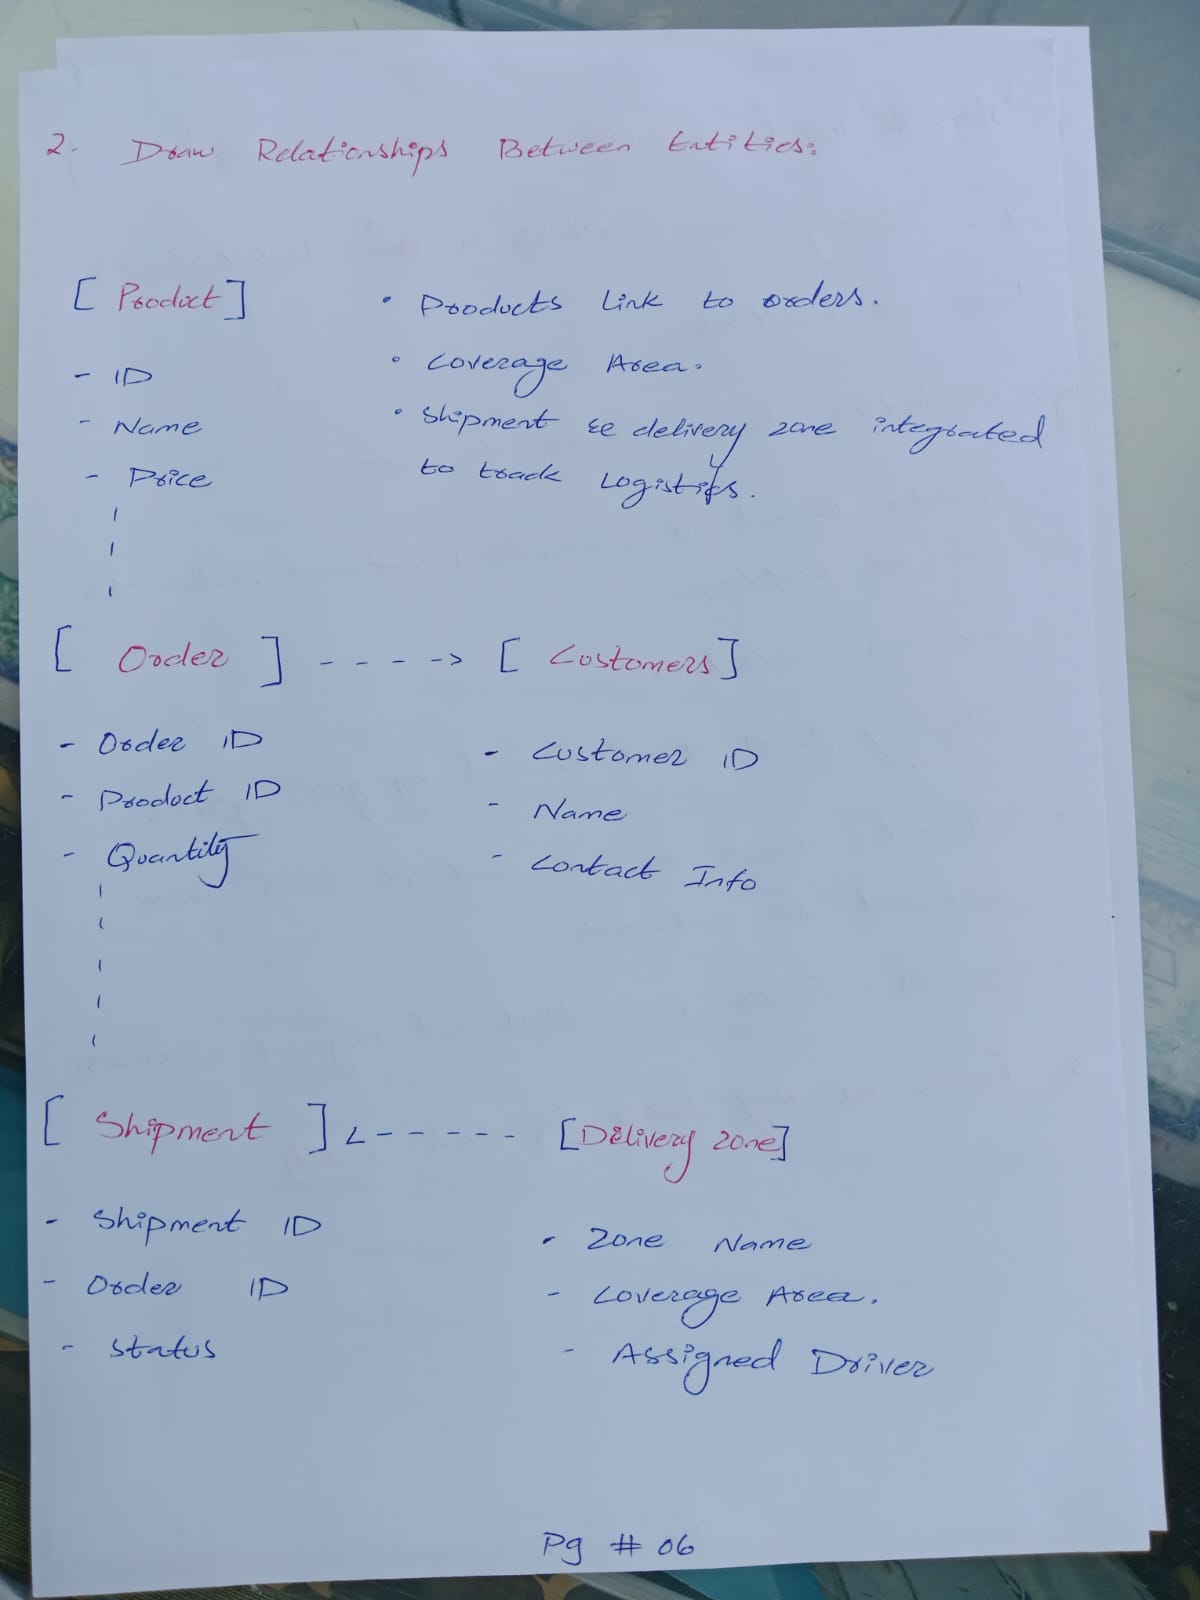 2. Draw Relationships Between Entities:
[ Product ]
- ID
- Name
- Price
• Products Link to orders.
• Coverage Area.
• Shipment & delivery zone integrated
to track Logistics.
[ Order ] ----> [ Customers ]
- Order ID
- Product ID
- Quantity
- Customer ID
- Name
- Contact Info
[ Shipment ] <----- [Delivery zone]
- Shipment ID
- Order ID
- Status
- Zone Name
- Coverage Area.
- Assigned Driver
Pg # 06